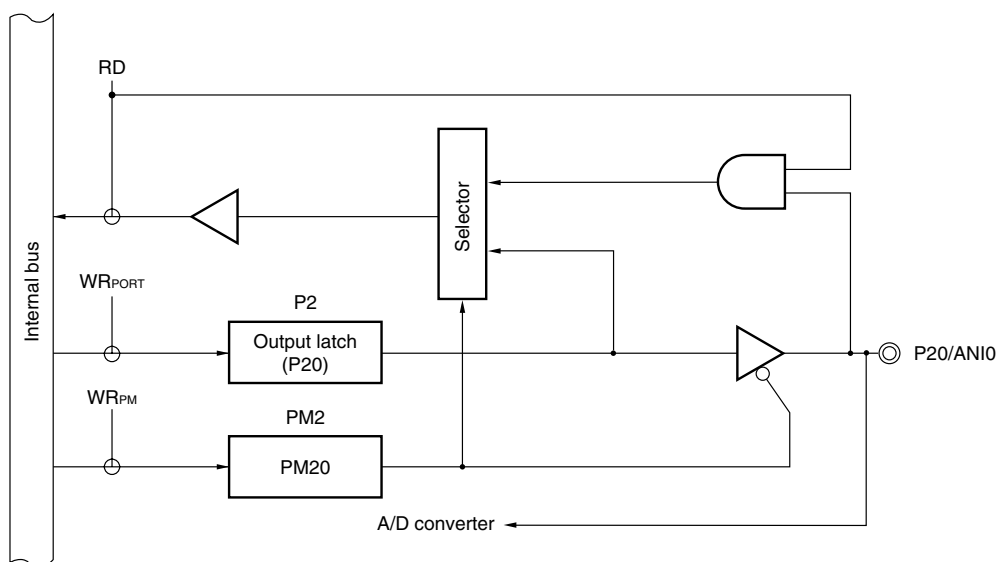 RD
Selector
Internal bus
WRPORT
P2
Output latch
(P20)
P20/ANI0
WRPM
PM2
PM20
A/D converter